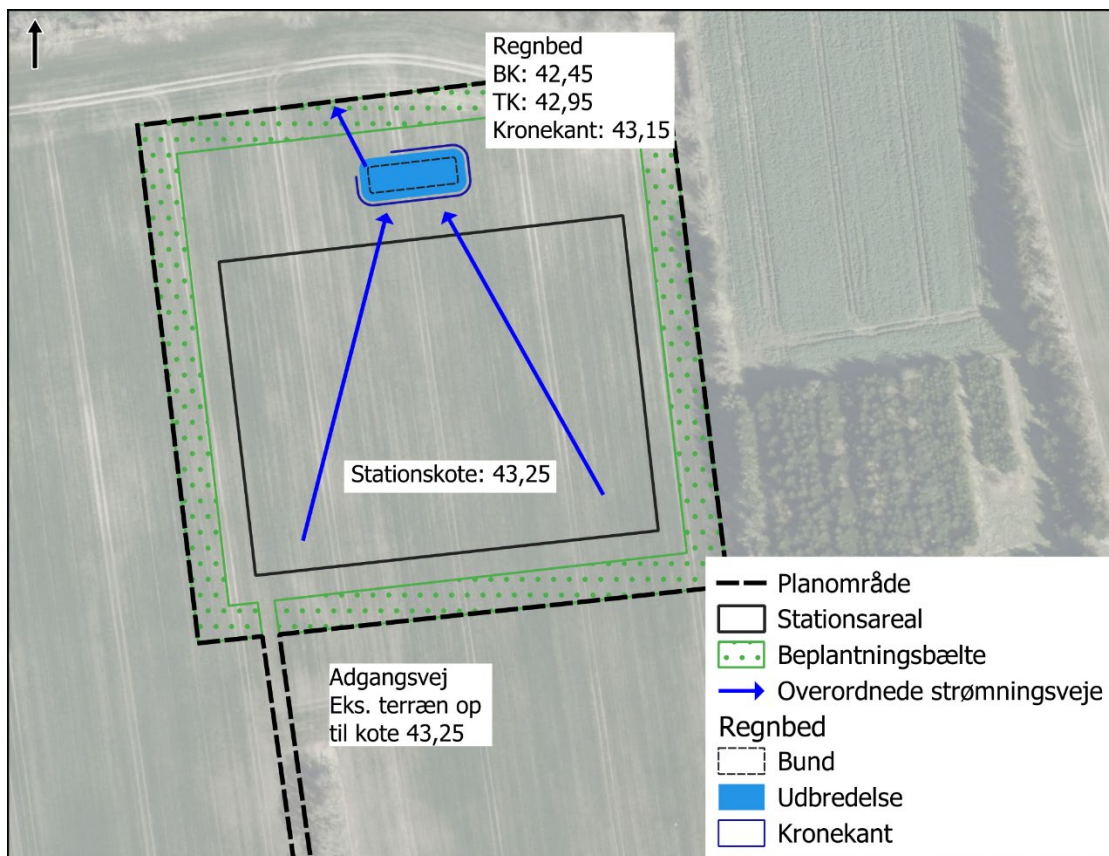 Regnbed
BK: 42,45
TK: 42,95
Kronekant: 43,15
Stationskote: 43,25
Adgangsvej
Eks. terræn op
til kote 43,25
Planområde
Stationsareal
Beplantningsbælte
Overordnede strømningsveje
Regnbed
Bund
Udbredelse
Kronekant